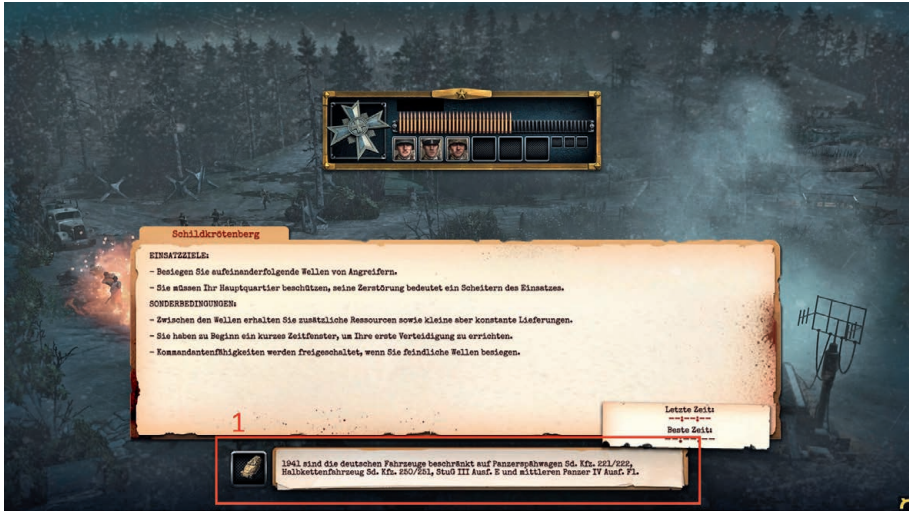 Schildkrötenberg
EINSATZZIELE:
- Besiegen Sie aufeinanderfolgende Wellen von Angreifern.
- Sie müssen Ihr Hauptquartier beschützen, seine Zerstörung bedeutet ein Scheitern des Einsatzes.
SONDERBEDINGUNGEN:
- Zwischen den Wellen erhalten Sie zusätzliche Ressourcen sowie kleine aber konstante Lieferungen.
- Sie haben zu Beginn ein kurzes Zeitfenster, um Ihre erste Verteidigung zu errichten.
- Kommandantenfähigkeiten werden freigeschaltet, wenn Sie feindliche Wellen besiegen.
Letzte Zeit:
--:--:--
Beste Zeit:
--:--:--
1
1941 sind die deutschen Fahrzeuge beschränkt auf Panzerspähwagen Sd. Kfz. 221/222,
Halbkettenfahrzeug Sd. Kfz. 250/251, StuG III Ausf. E und mittleren Panzer IV Ausf. F1.